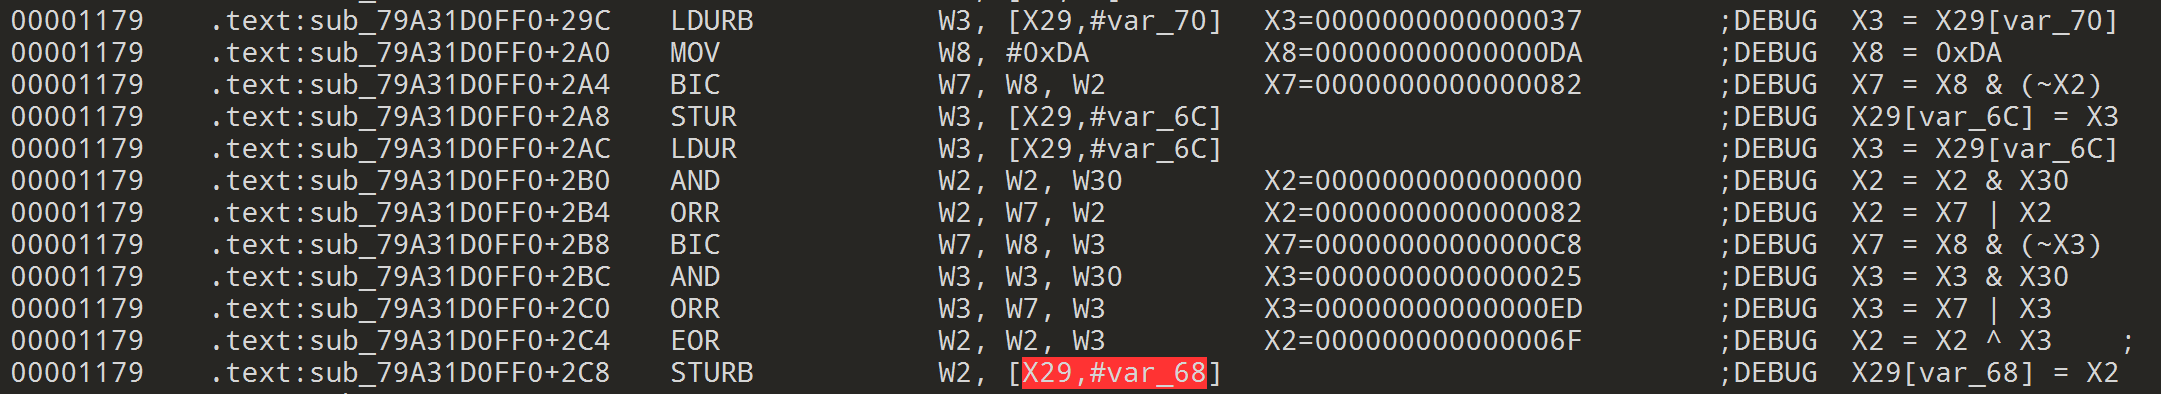 00001179 .text:sub_79A31D0FF0+29C LDURB W3, [X29,#var_70] X3=0000000000000037 ;DEBUG X3 = X29[var_70]
00001179 .text:sub_79A31D0FF0+2A0 MOV W8, #0xDA X8=00000000000000DA ;DEBUG X8 = 0xDA
00001179 .text:sub_79A31D0FF0+2A4 BIC W7, W8, W2 X7=0000000000000082 ;DEBUG X7 = X8 & (~X2)
00001179 .text:sub_79A31D0FF0+2A8 STUR W3, [X29,#var_6C] ;DEBUG X29[var_6C] = X3
00001179 .text:sub_79A31D0FF0+2AC LDUR W3, [X29,#var_6C] ;DEBUG X3 = X29[var_6C]
00001179 .text:sub_79A31D0FF0+2B0 AND W2, W2, W30 X2=0000000000000000 ;DEBUG X2 = X2 & X30
00001179 .text:sub_79A31D0FF0+2B4 ORR W2, W7, W2 X2=0000000000000082 ;DEBUG X2 = X7 | X2
00001179 .text:sub_79A31D0FF0+2B8 BIC W7, W8, W3 X7=00000000000000C8 ;DEBUG X7 = X8 & (~X3)
00001179 .text:sub_79A31D0FF0+2BC AND W3, W3, W30 X3=0000000000000025 ;DEBUG X3 = X3 & X30
00001179 .text:sub_79A31D0FF0+2C0 ORR W3, W7, W3 X3=00000000000000ED ;DEBUG X3 = X7 | X3
00001179 .text:sub_79A31D0FF0+2C4 EOR W2, W2, W3 X2=000000000000006F ;DEBUG X2 = X2 ^ X3 ;
00001179 .text:sub_79A31D0FF0+2C8 STURB W2, [X29,#var_68] ;DEBUG X29[var_68] = X2